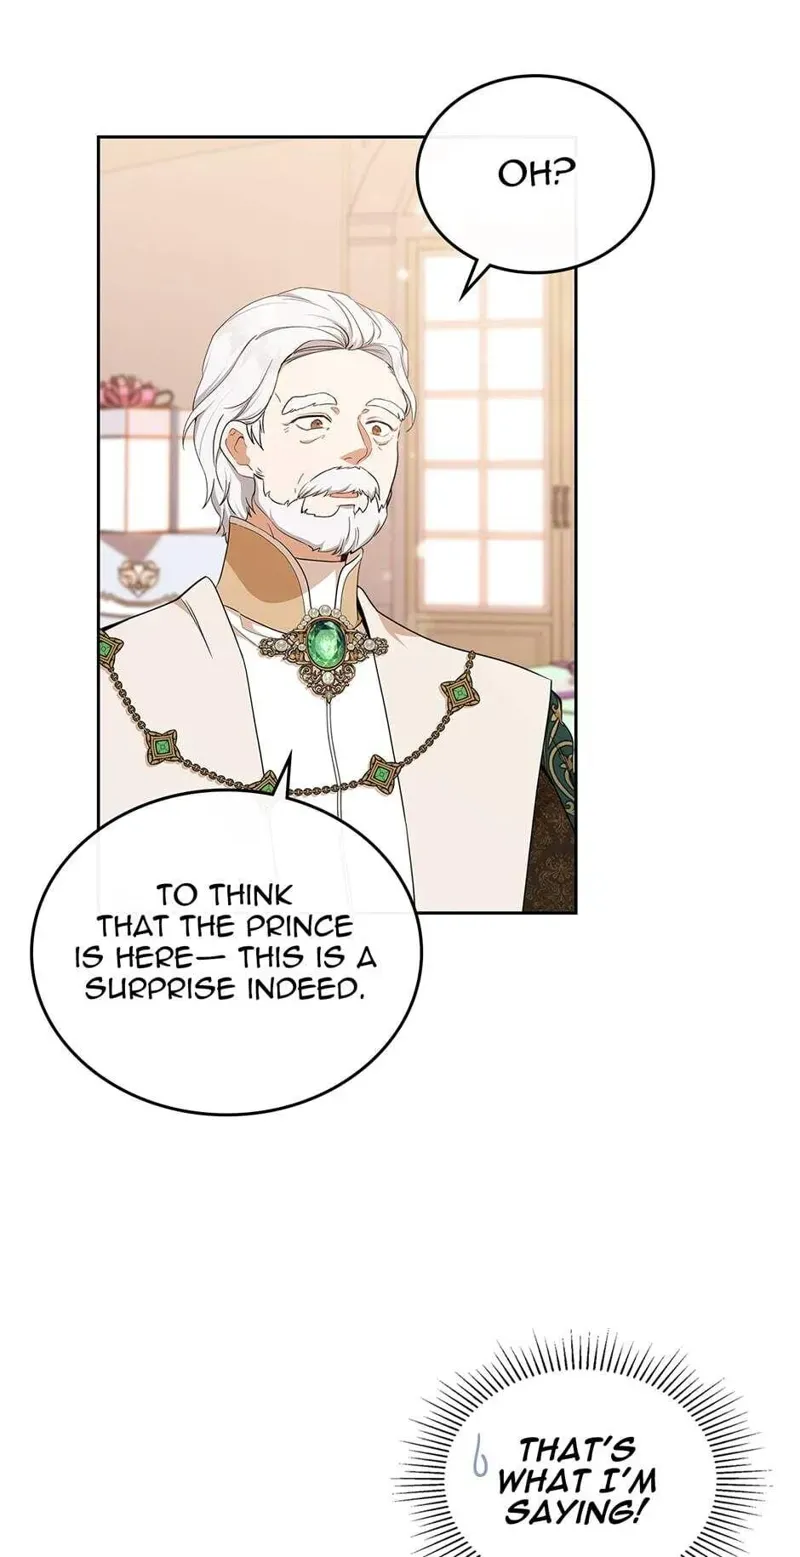 OH?
TO THINK
THAT THE PRINCE
IS HERE— THIS IS A
SURPRISE INDEED.
THAT'S
WHAT I'M
SAYING!